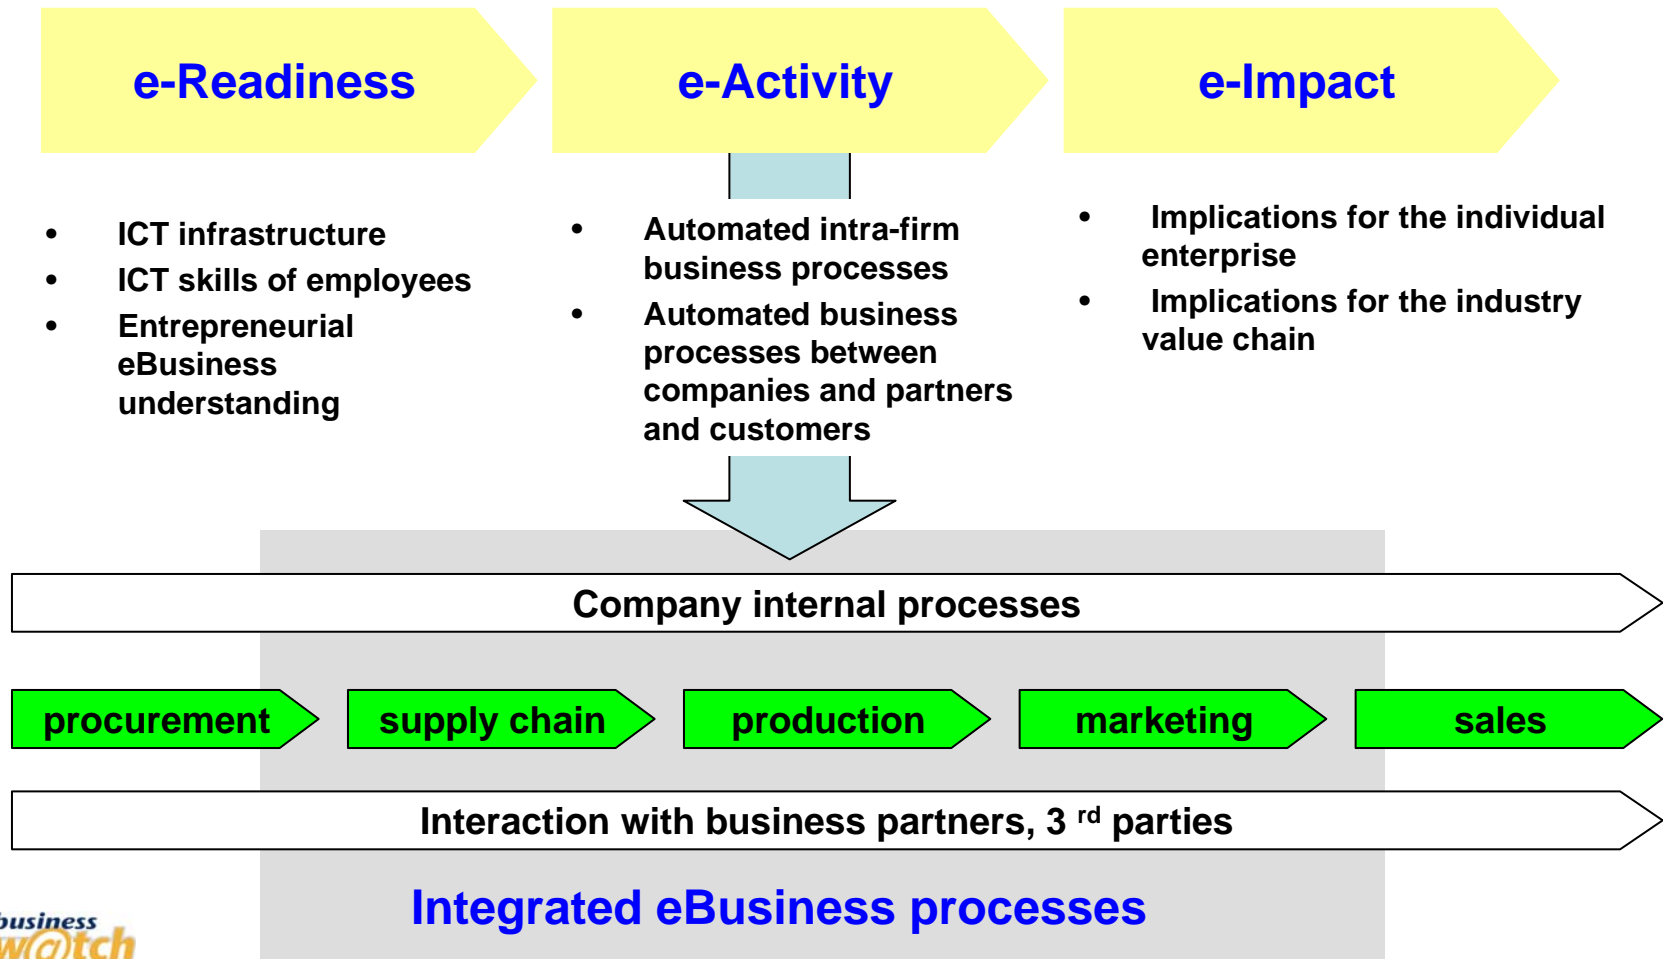 e-Readiness
e-Activity
e-Impact
• ICT infrastructure
• ICT skills of employees
• Entrepreneurial
eBusiness
understanding
• Automated intra-firm
business processes
• Automated business
processes between
companies and partners
and customers
• Implications for the individual
enterprise
• Implications for the industry
value chain
Company internal processes
procurement
supply chain
production
marketing
sales
Interaction with business partners, 3 rd parties
Integrated eBusiness processes
business
w@tch